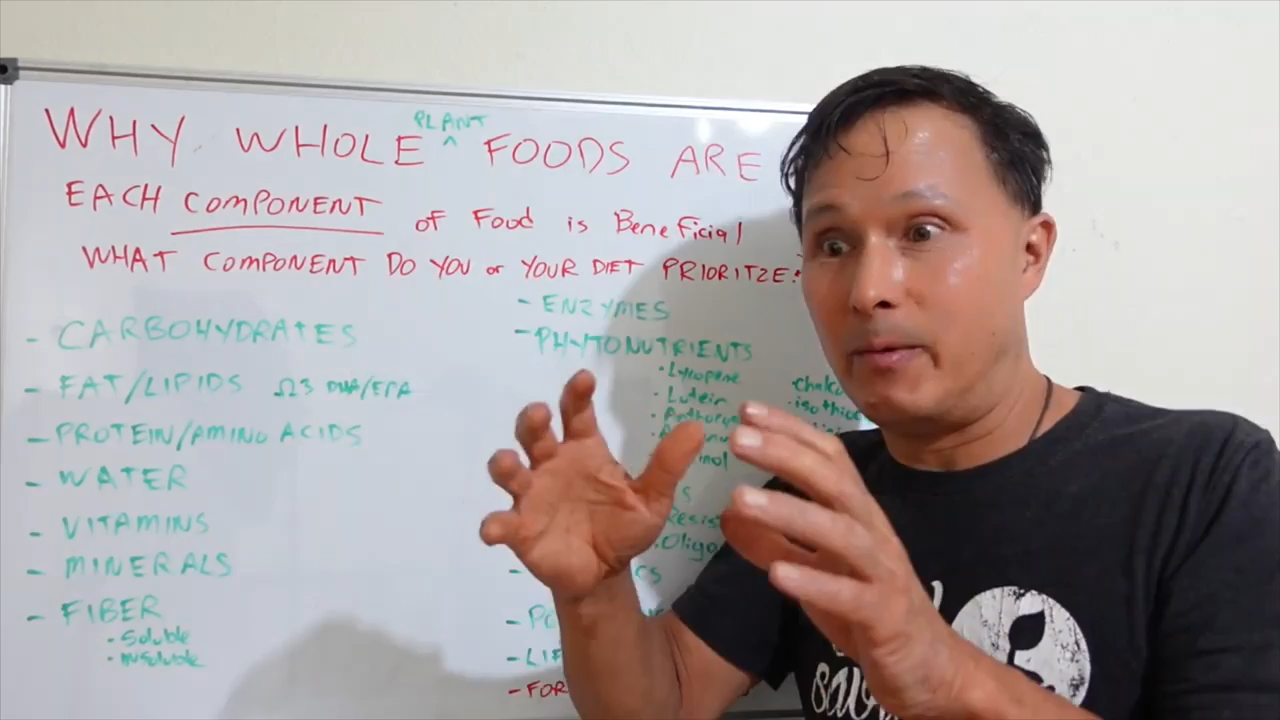 PLANT
WHY WHOLE ^ FOODS ARE
EACH COMPONENT of Food is Beneficial
WHAT COMPONENT DO YOU or YOUR DIET PRIORITIZE?
- CARBOHYDRATES
- FAT/LIPIDS Ω3 DHA/EPA
- PROTEIN/AMINO ACIDS
- WATER
- VITAMINS
- MINERALS
- FIBER
• Soluble
• insoluble
- ENZYMES
- PHYTONUTRIENTS
• Lycopene
• Lutein